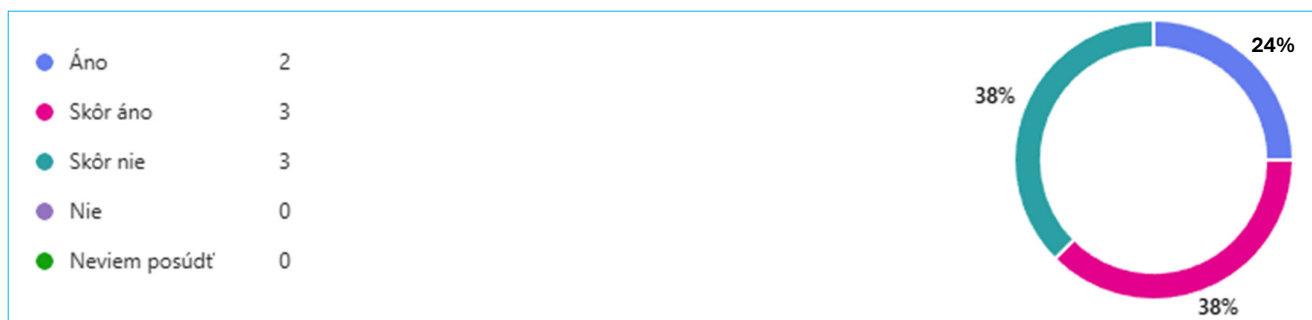 Áno 2
Skôr áno 3
Skôr nie 3
Nie 0
Neviem posúdť 0
24%
38%
38%